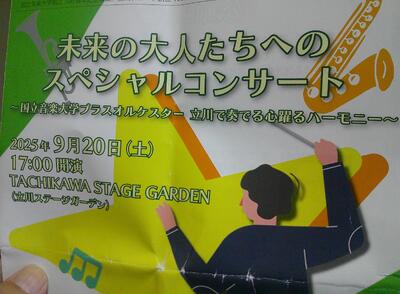 未来の大人たちへの
スペシャルコンサート
～国立音楽大学ブラスオルケスター 立川で奏でる心躍るハーモニー～
2025年 9月20日(土)
17:00 開演
TACHIKAWA STAGE GARDEN
(立川ステージガーデン)